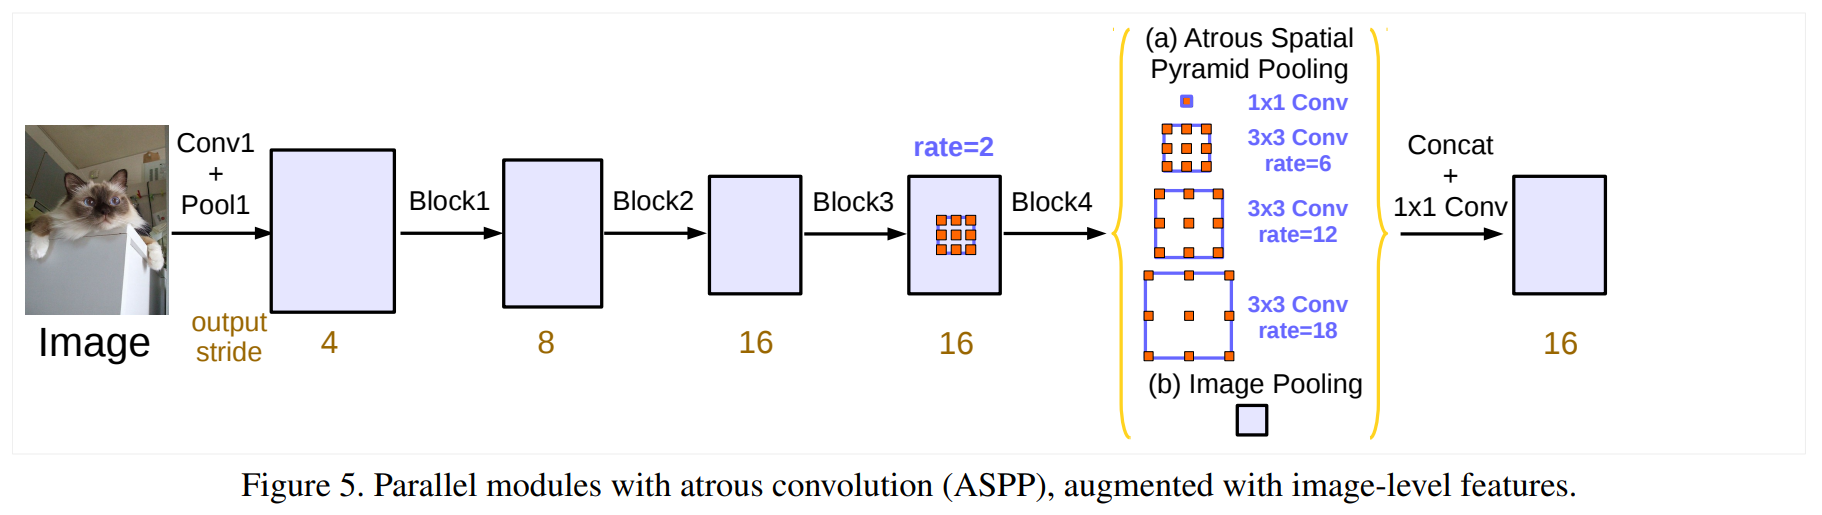 (a) Atrous Spatial
Pyramid Pooling
1x1 Conv
3x3 Conv
rate=6
3x3 Conv
rate=12
3x3 Conv
rate=18
(b) Image Pooling
Conv1
+
Pool1
Block1
Block2
Block3
rate=2
Block4
Concat
+
1x1 Conv
Image
output
stride
4
8
16
16
16
Figure 5. Parallel modules with atrous convolution (ASPP), augmented with image-level features.